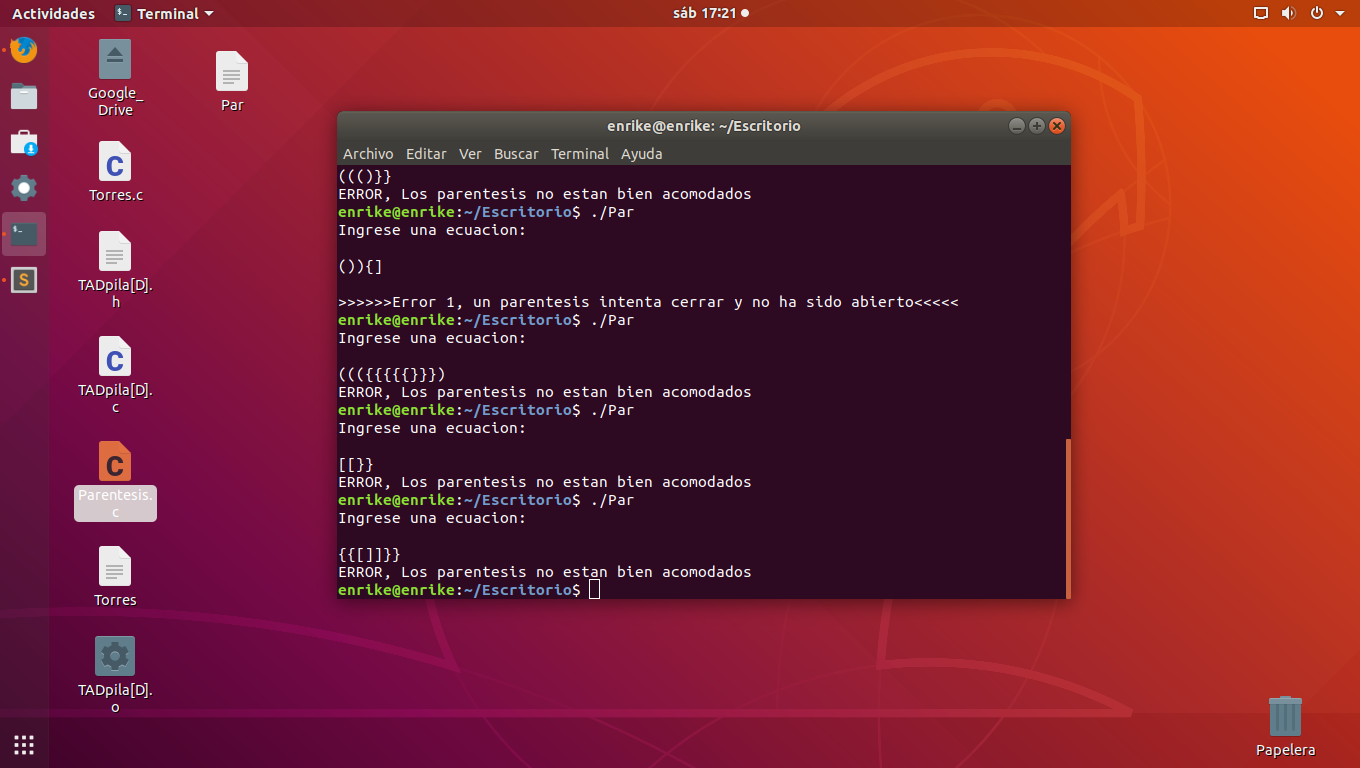 Actividades
Terminal
sáb 17:21
Google_
Drive
Par
Torres.c
TADpila[D].
h
TADpila[D].
c
Parentesis.
c
Torres
TADpila[D].
o
enrike@enrike: ~/Escritorio
Archivo Editar Ver Buscar Terminal Ayuda
((()}}
ERROR, Los parentesis no estan bien acomodados
enrike@enrike:~/Escritorio$ ./Par
Ingrese una ecuacion:
()){]
>>>>>>Error 1, un parentesis intenta cerrar y no ha sido abierto<<<<<
enrike@enrike:~/Escritorio$ ./Par
Ingrese una ecuacion:
((({{{{{}}})
ERROR, Los parentesis no estan bien acomodados
enrike@enrike:~/Escritorio$ ./Par
Ingrese una ecuacion:
[[}}
ERROR, Los parentesis no estan bien acomodados
enrike@enrike:~/Escritorio$ ./Par
Ingrese una ecuacion:
{{[]]}}
ERROR, Los parentesis no estan bien acomodados
enrike@enrike:~/Escritorio$
Papelera